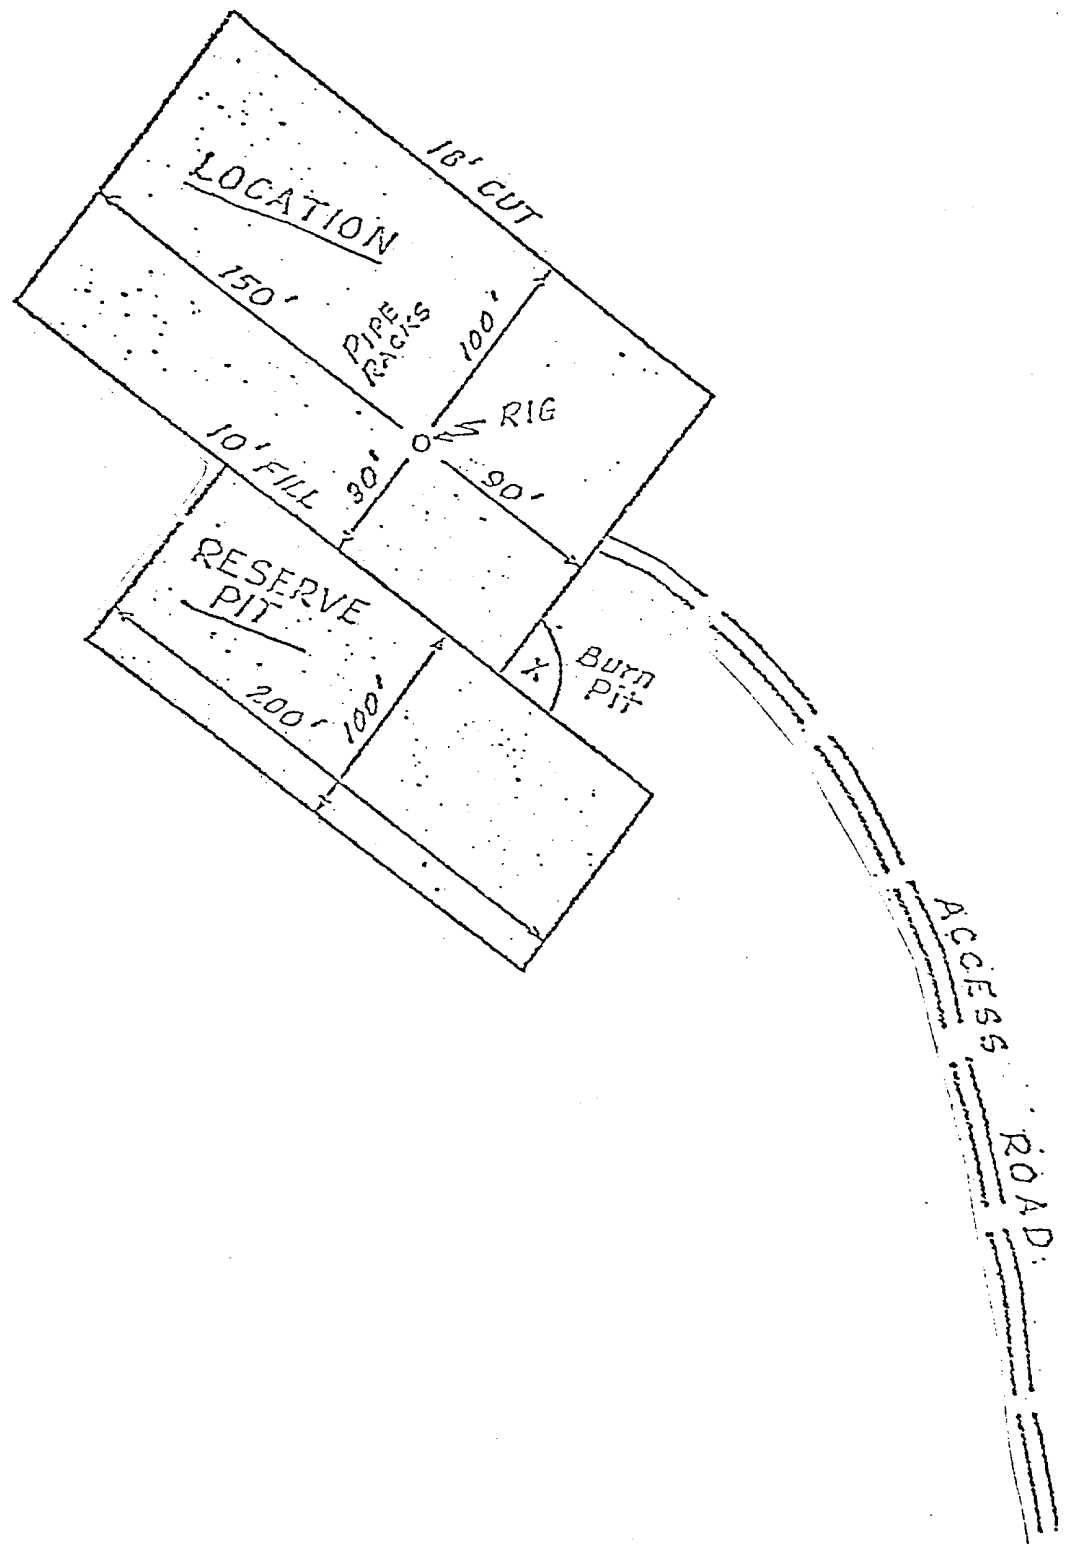 18' CUT
LOCATION
150'
PIPE
RACKS
100'
RIG
10' FILL
30'
90'
RESERVE
PIT
200'
100'
X
Burn
PIT
ACCESS ROAD